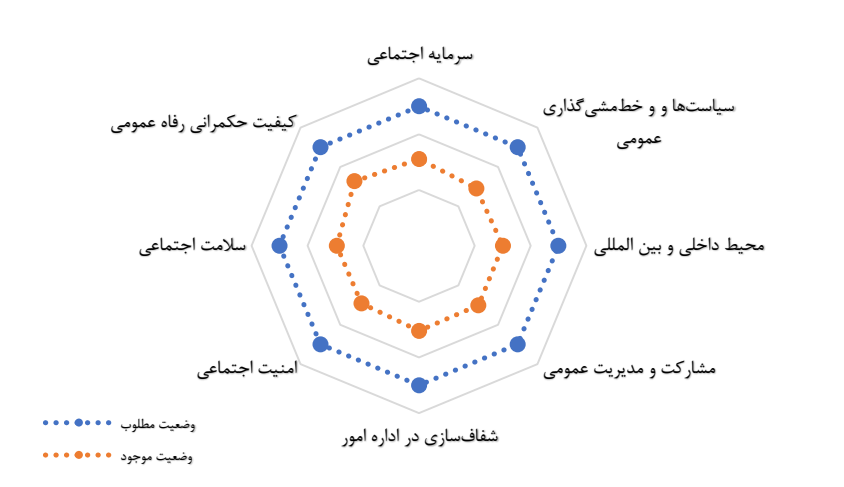 سرمایه اجتماعی
سیاست‌ها و و خط‌مشی‌گذاری
عمومی
کیفیت حکمرانی رفاه عمومی
محیط داخلی و بین المللی
سلامت اجتماعی
مشارکت و مدیریت عمومی
امنیت اجتماعی
شفاف‌سازی در اداره امور
وضعیت مطلوب
وضعیت موجود